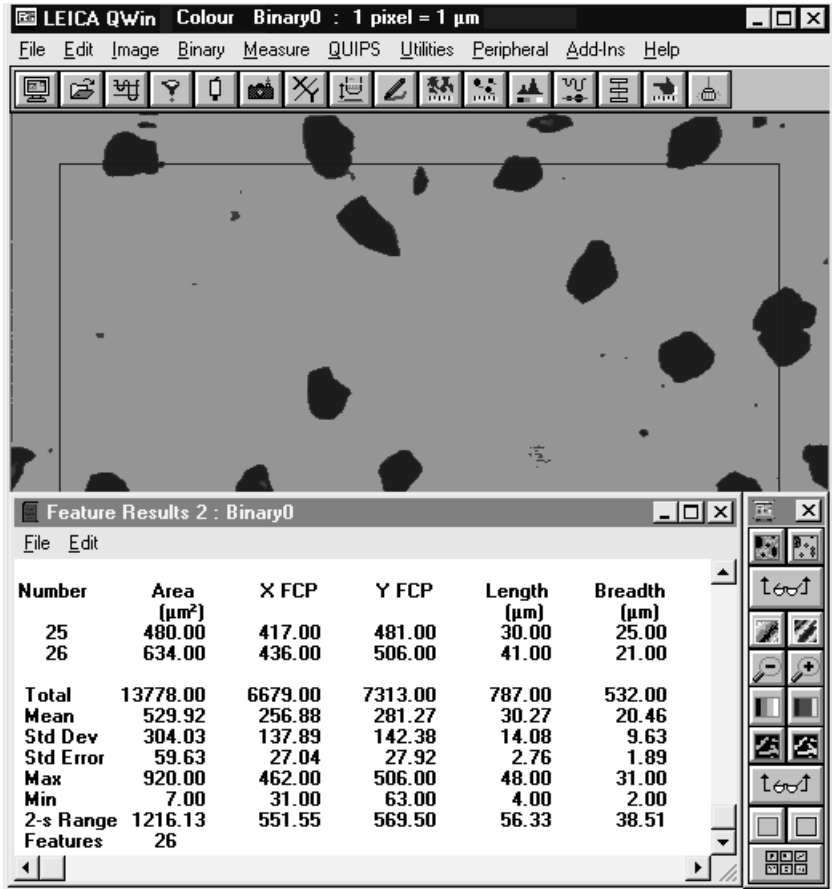 LEICA QWin Colour Binary0 : 1 pixel = 1 µm
File Edit Image Binary Measure QUIPS Utilities Peripheral Add-Ins Help
Feature Results 2 : Binary0
File Edit
Number Area X FCP Y FCP Length Breadth
(µm²) (µm) (µm)
25 480.00 417.00 481.00 30.00 25.00
26 634.00 436.00 506.00 41.00 21.00
Total 13778.00 6679.00 7313.00 787.00 532.00
Mean 529.92 256.88 281.27 30.27 20.46
Std Dev 304.03 137.89 142.38 14.08 9.63
Std Error 59.63 27.04 27.92 2.76 1.89
Max 920.00 462.00 506.00 48.00 31.00
Min 7.00 31.00 63.00 4.00 2.00
2-s Range 1216.13 551.55 569.50 56.33 38.51
Features 26